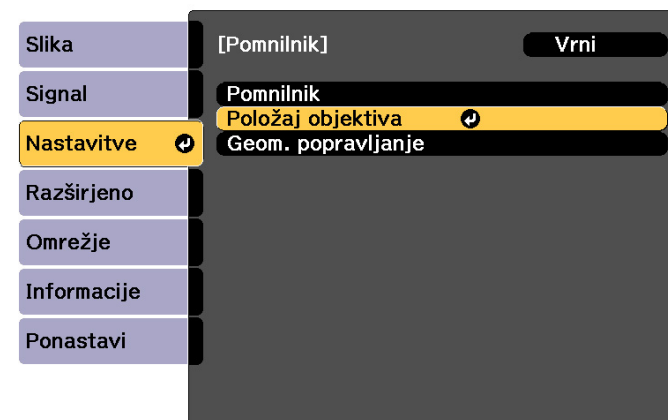 Slika
Signal
Nastavitve
Razširjeno
Omrežje
Informacije
Ponastavi
[Pomnilnik]
Vrni
Pomnilnik
Položaj objektiva
Geom. popravljanje